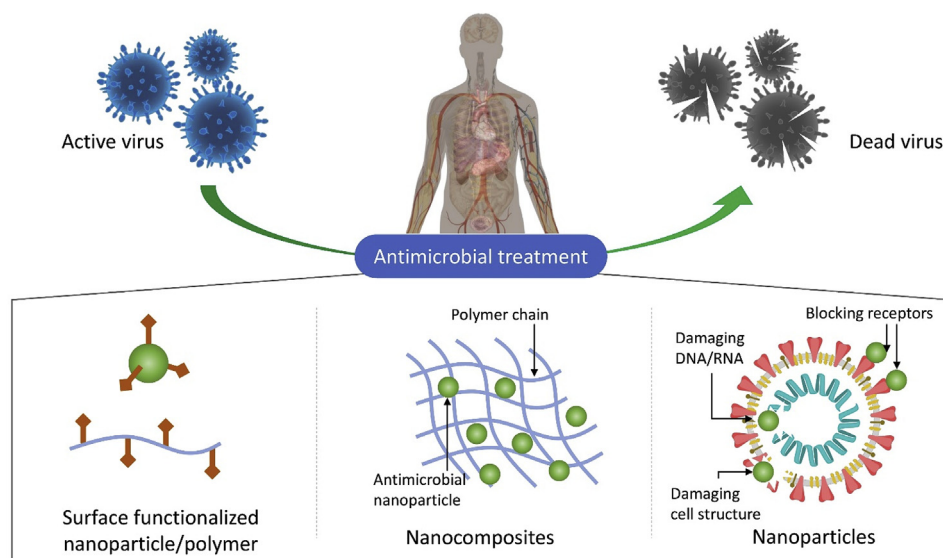 Active virus
Dead virus
Antimicrobial treatment
Surface functionalized
nanoparticle/polymer
Polymer chain
Antimicrobial
nanoparticle
Nanocomposites
Blocking receptors
Damaging
DNA/RNA
Damaging
cell structure
Nanoparticles